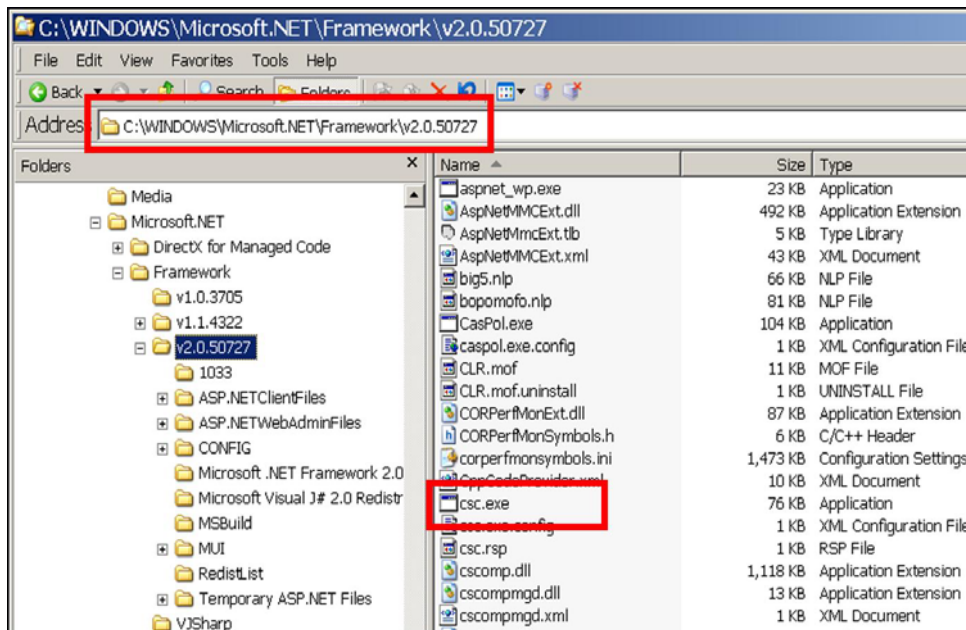 C:\WINDOWS\Microsoft.NET\Framework\v2.0.50727
File Edit View Favorites Tools Help
Back Search Folders
Address C:\WINDOWS\Microsoft.NET\Framework\v2.0.50727
Folders
Media
Microsoft.NET
DirectX for Managed Code
Framework
v1.0.3705
v1.1.4322
v2.0.50727
1033
ASP.NETClientFiles
ASP.NETWebAdminFiles
CONFIG
Microsoft .NET Framework 2.0
Microsoft Visual J# 2.0 Redistr
MSBuild
MUI
RedistList
Temporary ASP.NET Files
VJSharp
Name Size Type
aspnet_wp.exe 23 KB Application
AspNetMMCExt.dll 492 KB Application Extension
AspNetMmcExt.tlb 5 KB Type Library
AspNetMMCExt.xml 43 KB XML Document
big5.nlp 66 KB NLP File
bopomofo.nlp 81 KB NLP File
CasPol.exe 104 KB Application
caspol.exe.config 1 KB XML Configuration File
CLR.mof 11 KB MOF File
CLR.mof.uninstall 1 KB UNINSTALL File
CORPerfMonExt.dll 87 KB Application Extension
CORPerfMonSymbols.h 6 KB C/C++ Header
corperfmonsymbols.ini 1,473 KB Configuration Settings
CppCodeProvider.xml 10 KB XML Document
csc.exe 76 KB Application
csc.exe.config 1 KB XML Configuration File
csc.rsp 1 KB RSP File
cscomp.dll 1,118 KB Application Extension
cscompmgd.dll 13 KB Application Extension
cscompmgd.xml 1 KB XML Document